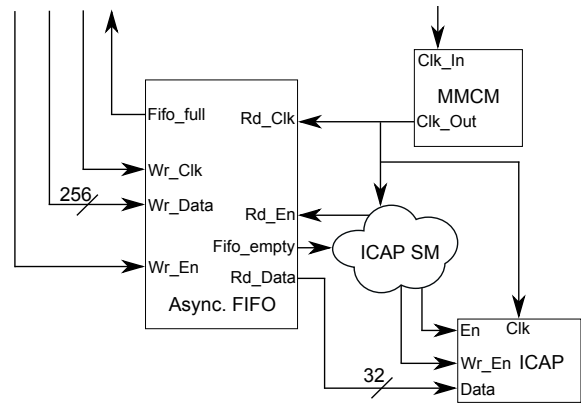 Clk_In
MMCM
Clk_Out
Fifo_full
Rd_Clk
Wr_Clk
256
Wr_Data
Rd_En
Fifo_empty
ICAP SM
Wr_En
Rd_Data
Async. FIFO
En
Clk
Wr_En
ICAP
32
Data